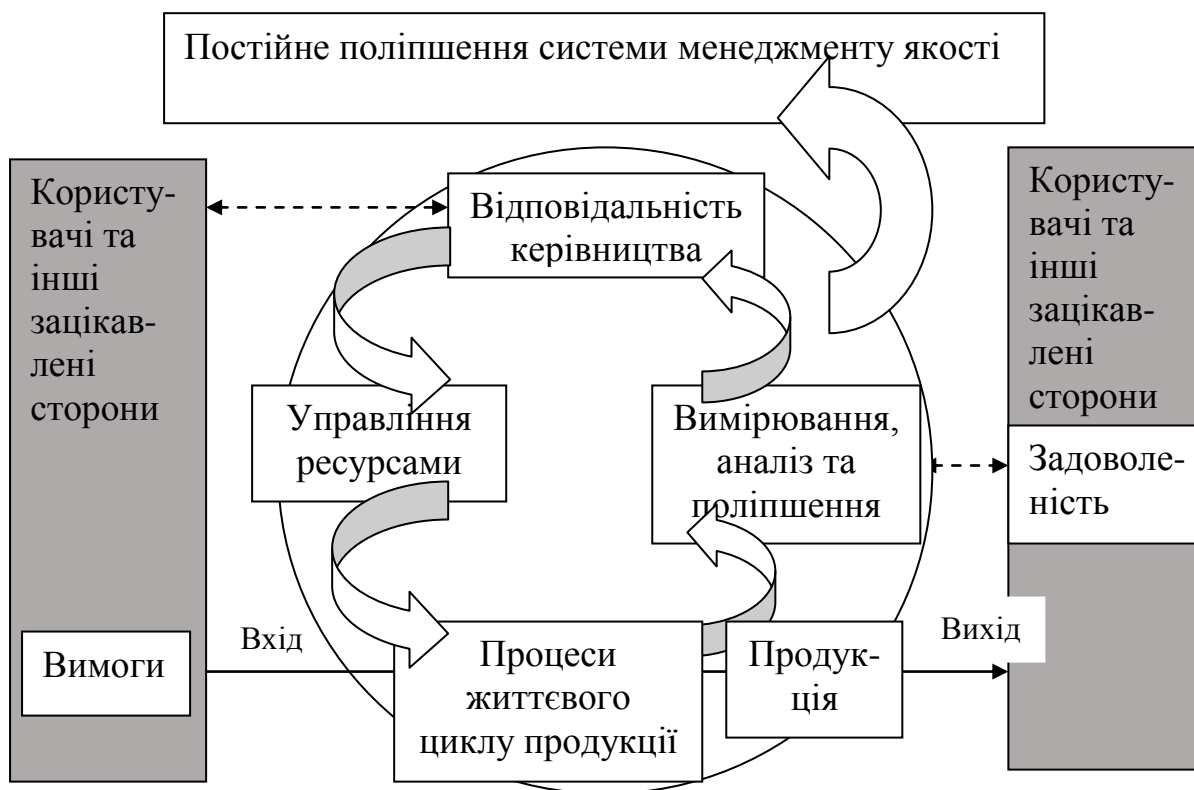 Постійне поліпшення системи менеджменту якості
Користу-
вачі та
інші
зацікав-
лені
сторони
Відповідальність
керівництва
Користу-
вачі та
інші
зацікав-
лені
сторони
Управління
ресурсами
Вимірювання,
аналіз та
поліпшення
Задоволе-
ність
Вимоги
Вхід
Процеси
життєвого
циклу продукції
Продук-
ція
Вихід